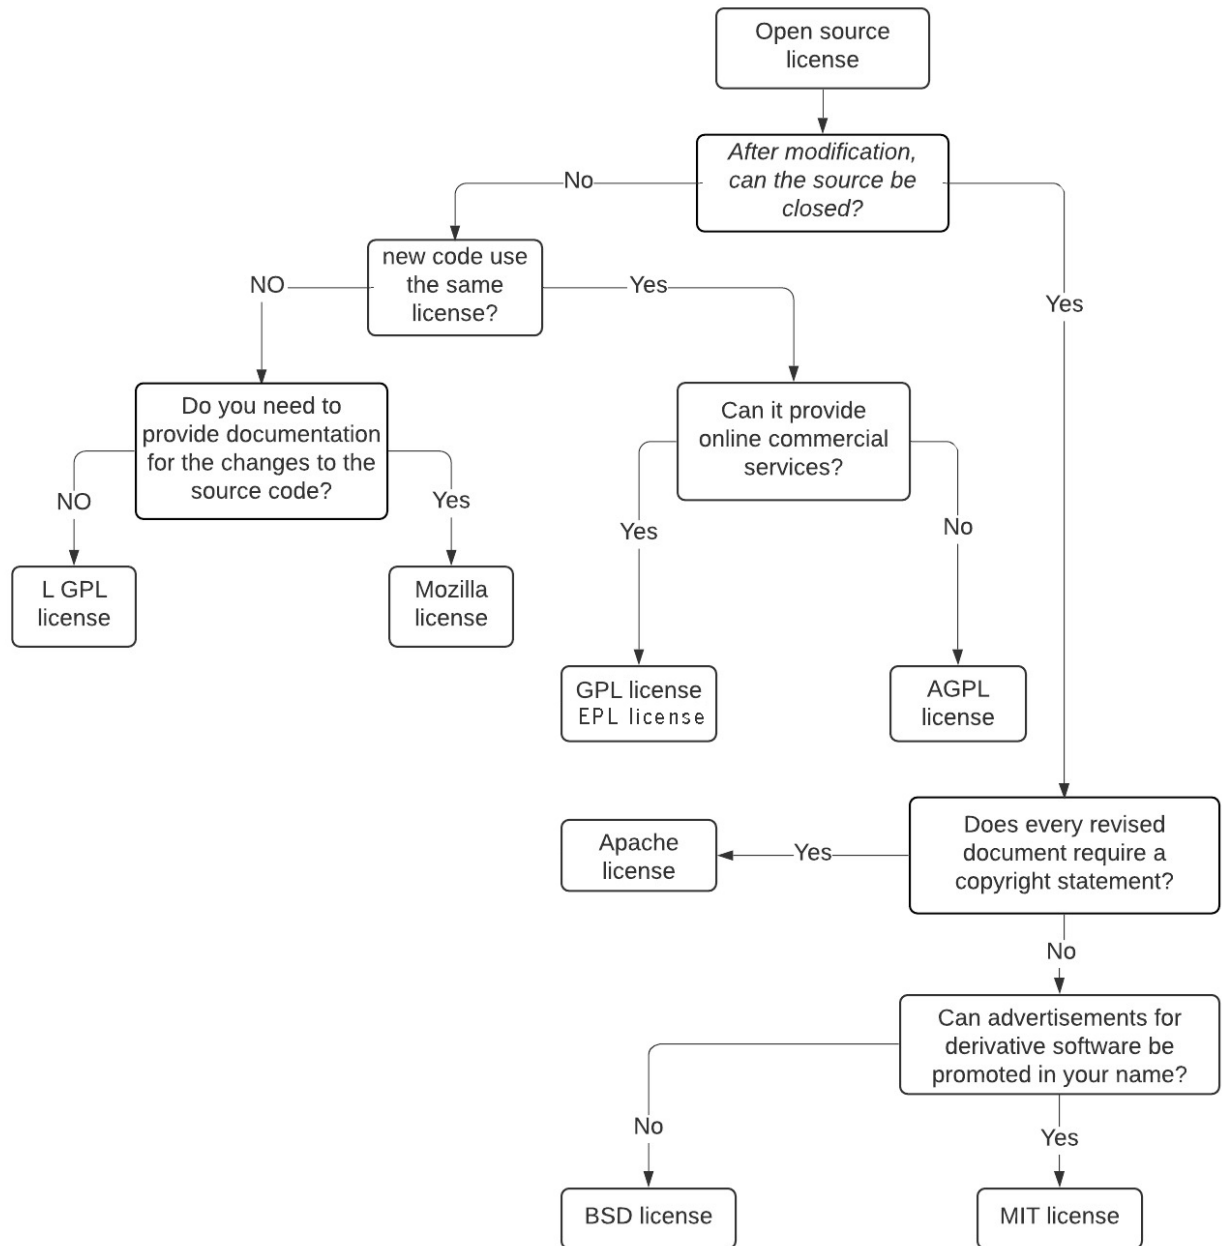 Open source
license
After modification,
can the source be
closed?
No
Yes
new code use
the same
license?
NO
Yes
Do you need to
provide documentation
for the changes to the
source code?
NO
Yes
L GPL
license
Mozilla
license
Can it provide
online commercial
services?
Yes
No
GPL license
EPL license
AGPL
license
Does every revised
document require a
copyright statement?
Yes
Apache
license
No
Can advertisements for
derivative software be
promoted in your name?
No
Yes
BSD license
MIT license